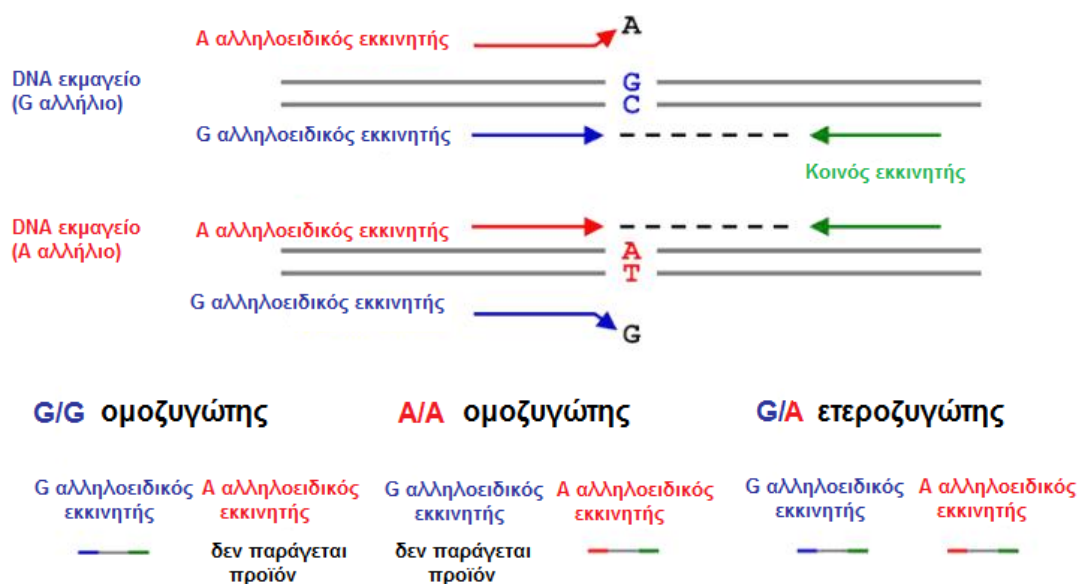 A αλληλοειδικός εκκινητής
A
DNA εκμαγείο
(G αλλήλιο)
G
C
G αλληλοειδικός εκκινητής
Κοινός εκκινητής
DNA εκμαγείο
(A αλλήλιο)
A αλληλοειδικός εκκινητής
A
T
G αλληλοειδικός εκκινητής
G
G/G ομοζυγώτης
A/A ομοζυγώτης
G/A ετεροζυγώτης
G αλληλοειδικός
εκκινητής
A αλληλοειδικός
εκκινητής
G αλληλοειδικός
εκκινητής
A αλληλοειδικός
εκκινητής
G αλληλοειδικός
εκκινητής
A αλληλοειδικός
εκκινητής
δεν παράγεται
προϊόν
δεν παράγεται
προϊόν